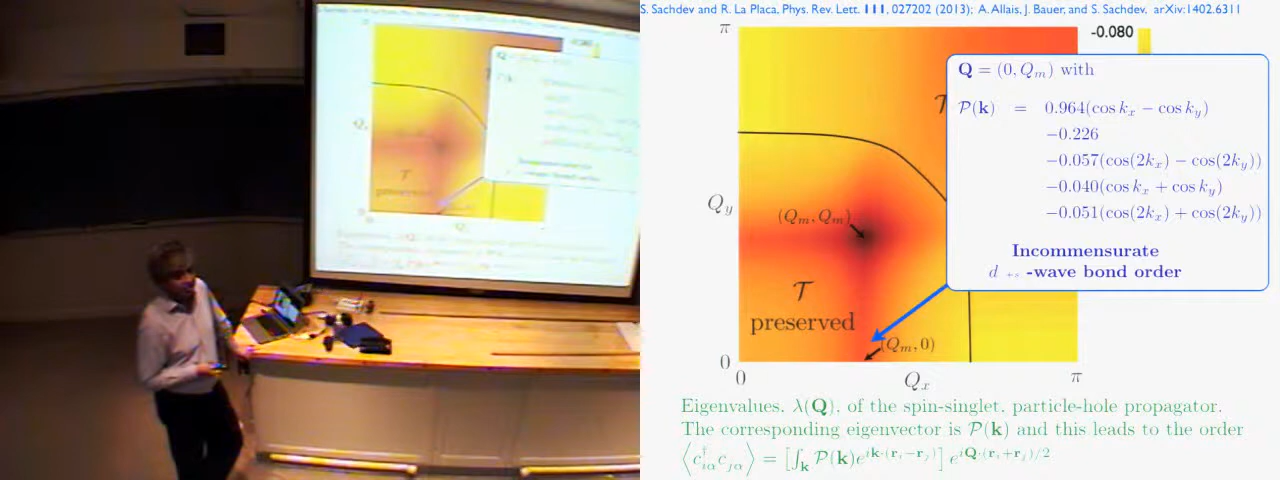 S. Sachdev and R. La Placa, Phys. Rev. Lett. 111, 027202 (2013); A. Allais, J. Bauer, and S. Sachdev, arXiv:1402.6311
π
-0.080
Q = (0, Q_m) with
P(k) = 0.964(cos k_x − cos k_y)
−0.226
−0.057(cos(2k_x) − cos(2k_y))
−0.040(cos k_x + cos k_y)
−0.051(cos(2k_x) + cos(2k_y))
Incommensurate
d +s -wave bond order
T
Q_y
(Q_m, Q_m)
T
preserved
(Q_m, 0)
0
0
Q_x
π
Eigenvalues, λ(Q), of the spin-singlet, particle-hole propagator.
The corresponding eigenvector is P(k) and this leads to the order
⟨c†_{iα} c_{jα}⟩ = [∫_k P(k)e^{ik·(r_i−r_j)}] e^{iQ·(r_i+r_j)/2}